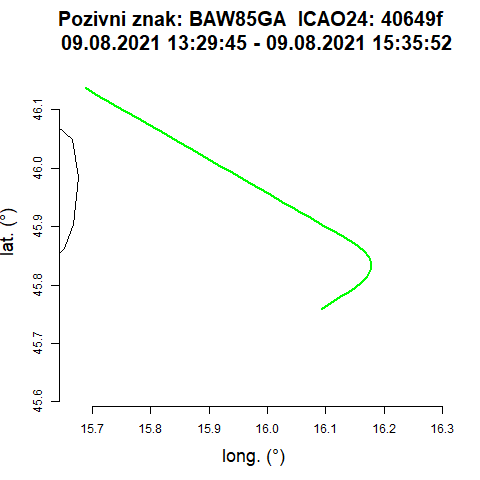 Pozivni znak: BAW85GA  ICAO24: 40649f
09.08.2021 13:29:45 - 09.08.2021 15:35:52
lat. (°)
46.1
46.0
45.9
45.8
45.7
45.6
15.7 15.8 15.9 16.0 16.1 16.2 16.3
long. (°)